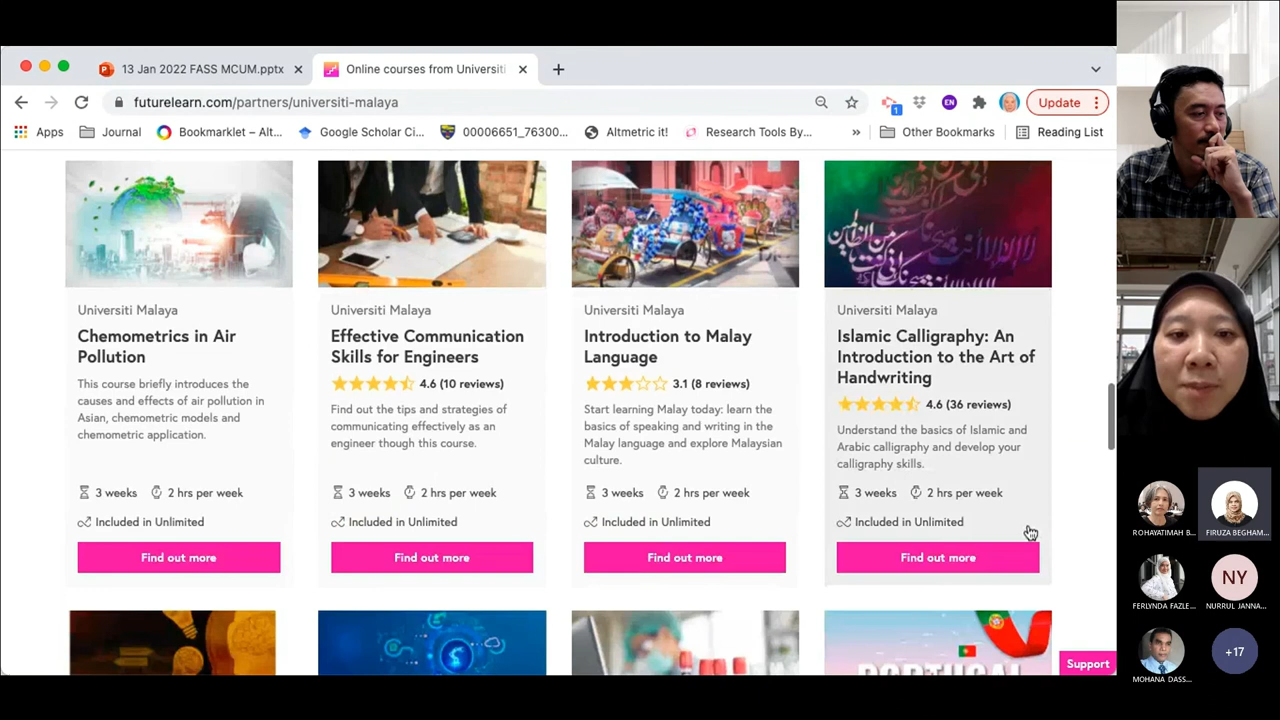 13 Jan 2022 FASS MCUM.pptx
Online courses from Universiti
futurelearn.com/partners/universiti-malaya
1
EN
Update
Apps
Journal
Bookmarklet – Alt...
Google Scholar Ci...
00006651_76300...
Altmetric it!
Research Tools By...
»
Other Bookmarks
Reading List
Universiti Malaya
Chemometrics in Air
Pollution
This course briefly introduces the
causes and effects of air pollution in
Asian, chemometric models and
chemometric application.
3 weeks
2 hrs per week
Included in Unlimited
Find out more
Universiti Malaya
Effective Communication
Skills for Engineers
4.6 (10 reviews)
Find out the tips and strategies of
communicating effectively as an
engineer though this course.
3 weeks
2 hrs per week
Included in Unlimited
Find out more
Universiti Malaya
Introduction to Malay
Language
3.1 (8 reviews)
Start learning Malay today: learn the
basics of speaking and writing in the
Malay language and explore Malaysian
culture.
3 weeks
2 hrs per week
Included in Unlimited
Find out more
Universiti Malaya
Islamic Calligraphy: An
Introduction to the Art of
Handwriting
4.6 (36 reviews)
Understand the basics of Islamic and
Arabic calligraphy and develop your
calligraphy skills.
3 weeks
2 hrs per week
Included in Unlimited
Find out more
PORTUGAL
Support
ROHAYATIMAH B...
FIRUZA BEGHAM...
FERLYNDA FAZLE...
NY
NURRUL JANNA...
MOHANA DASS...
+17